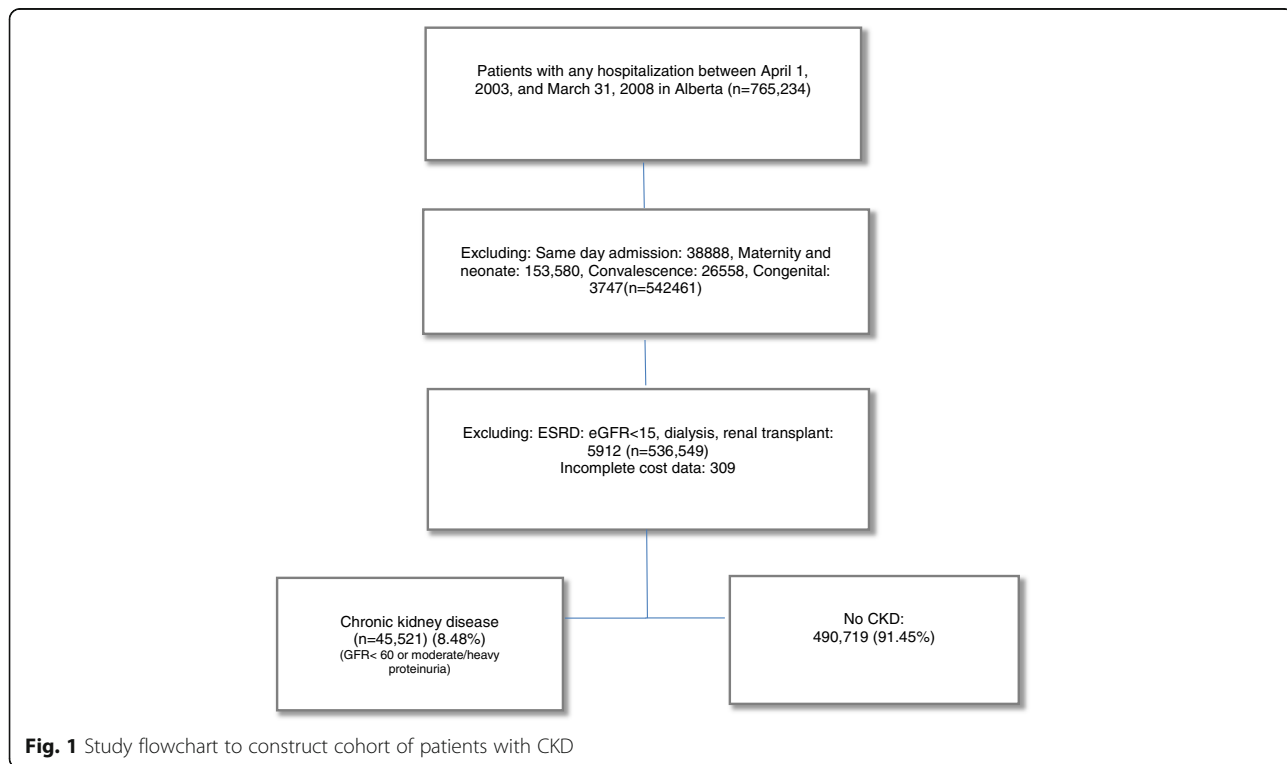 Patients with any hospitalization between April 1,
2003, and March 31, 2008 in Alberta (n=765,234)
Excluding: Same day admission: 38888, Maternity and
neonate: 153,580, Convalescence: 26558, Congenital:
3747(n=542461)
Excluding: ESRD: eGFR<15, dialysis, renal transplant:
5912 (n=536,549)
Incomplete cost data: 309
Chronic kidney disease
(n=45,521) (8.48%)
(GFR< 60 or moderate/heavy
proteinuria)
No CKD:
490,719 (91.45%)
Fig. 1 Study flowchart to construct cohort of patients with CKD